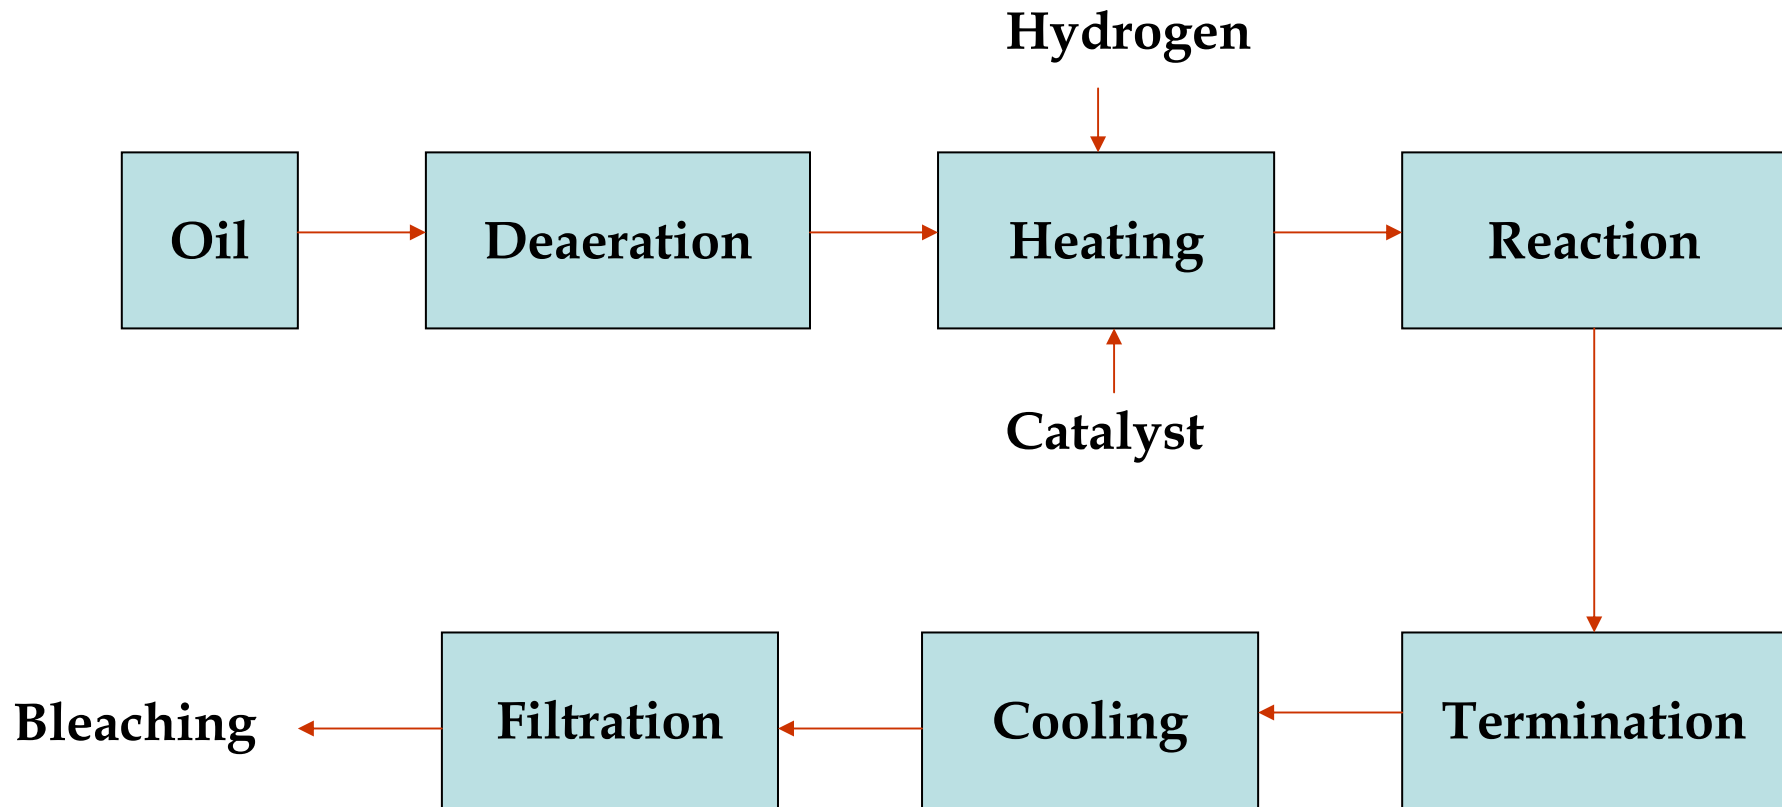 Hydrogen
Oil
Deaeration
Heating
Reaction
Catalyst
Termination
Cooling
Filtration
Bleaching